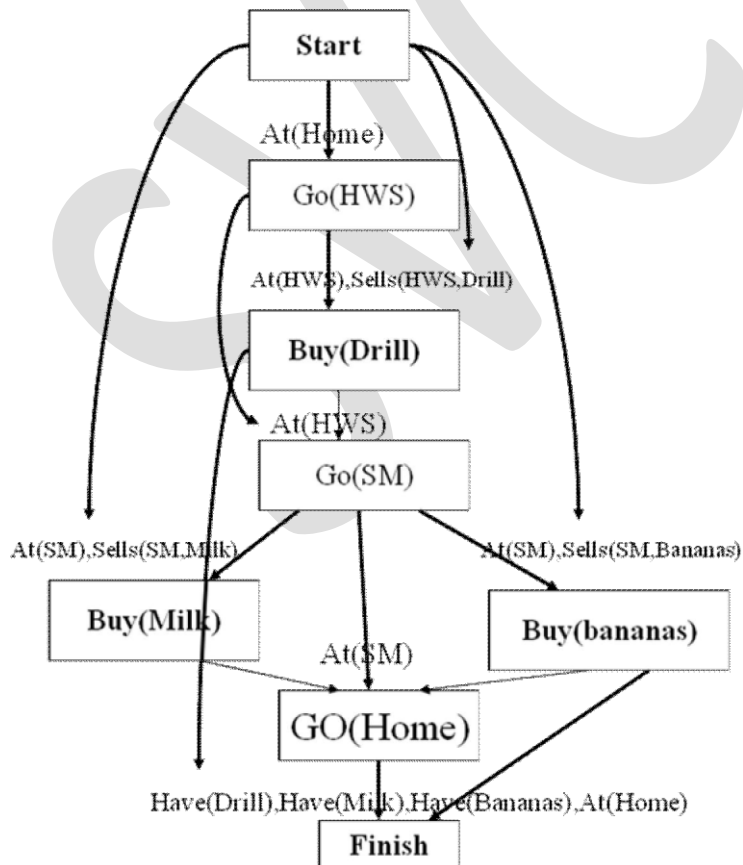 Start
At(Home)
Go(HWS)
At(HWS),Sells(HWS,Drill)
Buy(Drill)
At(HWS)
Go(SM)
At(SM),Sells(SM,Milk)
At(SM),Sells(SM,Bananas)
Buy(Milk)
Buy(bananas)
At(SM)
GO(Home)
Have(Drill),Have(Milk),Have(Bananas),At(Home)
Finish